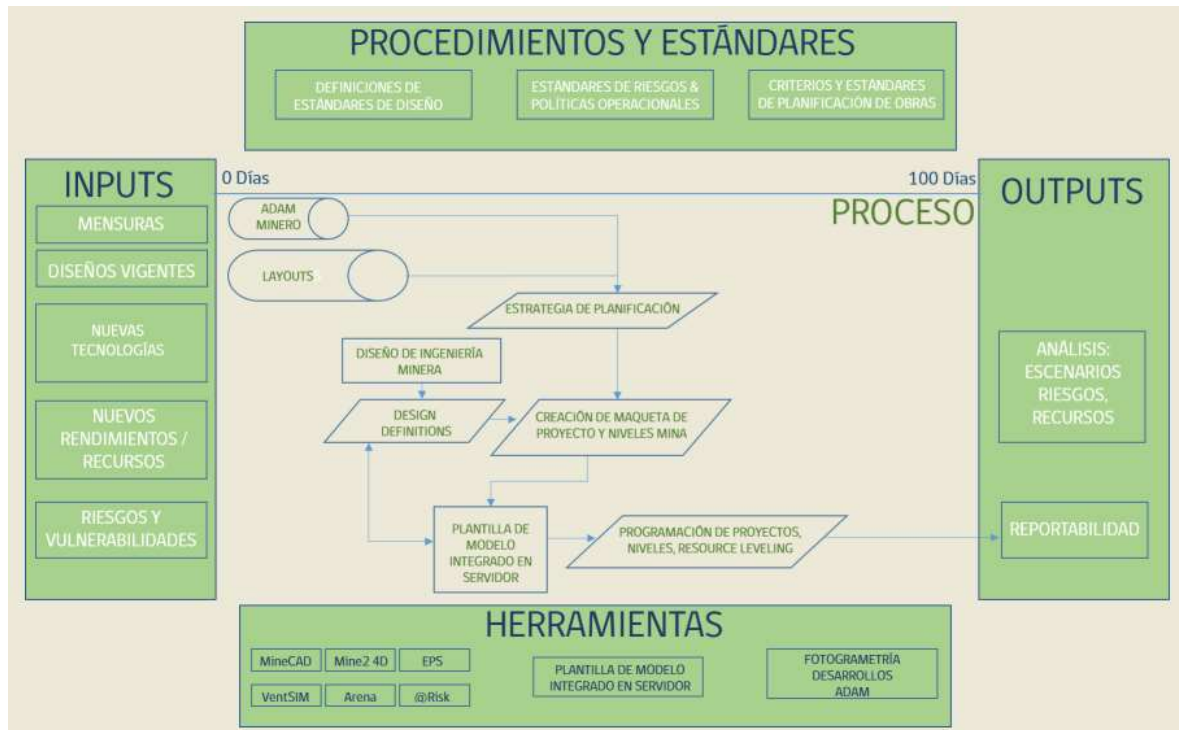 PROCEDIMIENTOS Y ESTÁNDARES
DEFINICIONES DE
ESTÁNDARES DE DISEÑO
ESTÁNDARES DE RIESGOS &
POLÍTICAS OPERACIONALES
CRITERIOS Y ESTÁNDARES
DE PLANIFICACIÓN DE OBRAS
INPUTS
MENSURAS
DISEÑOS VIGENTES
NUEVAS
TECNOLOGÍAS
NUEVOS
RENDIMIENTOS /
RECURSOS
RIESGOS Y
VULNERABILIDADES
0 Días
100 Días
PROCESO
ADAM
MINERO
LAYOUTS
ESTRATEGIA DE PLANIFICACIÓN
DISEÑO DE INGENIERÍA
MINERA
DESIGN
DEFINITIONS
CREACIÓN DE MAQUETA DE
PROYECTO Y NIVELES MINA
PLANTILLA DE
MODELO
INTEGRADO EN
SERVIDOR
PROGRAMACIÓN DE PROYECTOS,
NIVELES, RESOURCE LEVELING
OUTPUTS
ANÁLISIS:
ESCENARIOS
RIESGOS,
RECURSOS
REPORTABILIDAD
HERRAMIENTAS
MineCAD
Mine2 4D
EPS
VentSIM
Arena
@Risk
PLANTILLA DE MODELO
INTEGRADO EN SERVIDOR
FOTOGRAMETRÍA
DESARROLLOS
ADAM